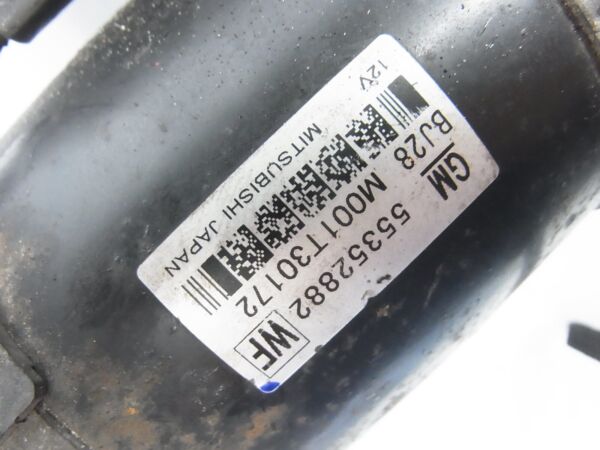 GM 55352882 WF
BJ28 M001T30172
12V MITSUBISHI JAPAN